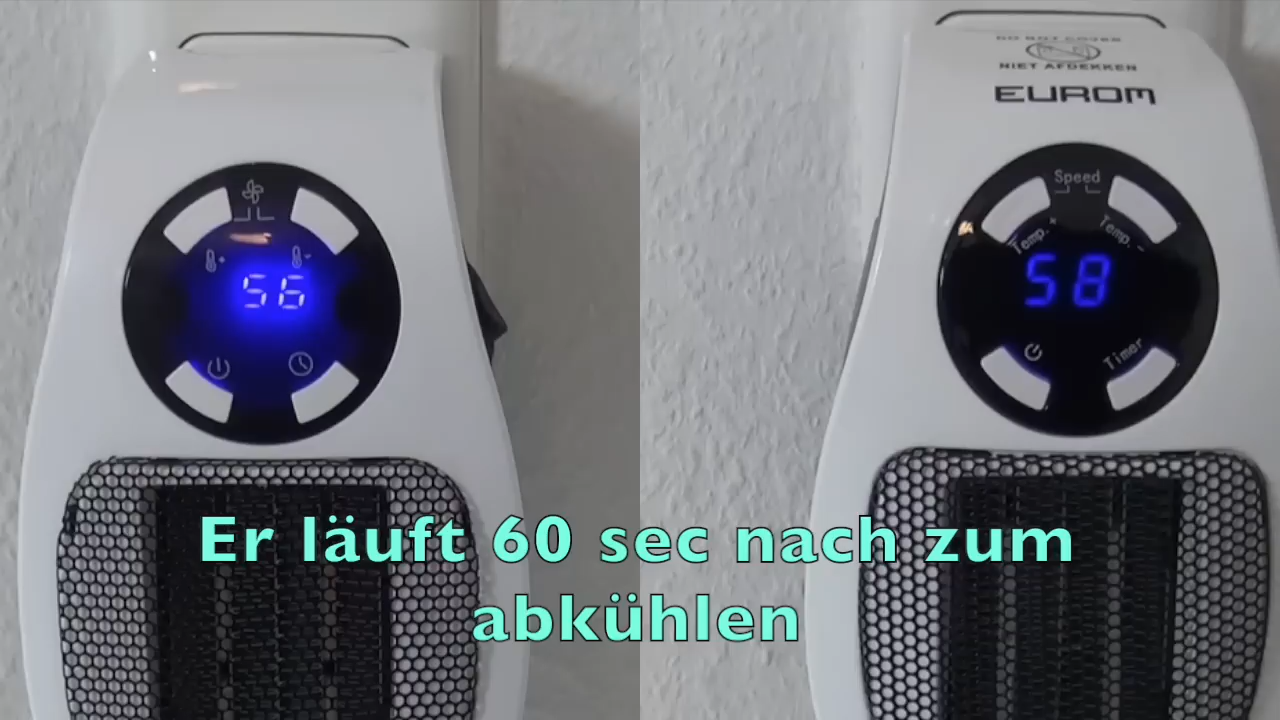 DO NOT COVER
NIET AFDEKKEN
EUROM
Speed
Temp. +
Temp. -
56
58
Timer
Er läuft 60 sec nach zum
abkühlen